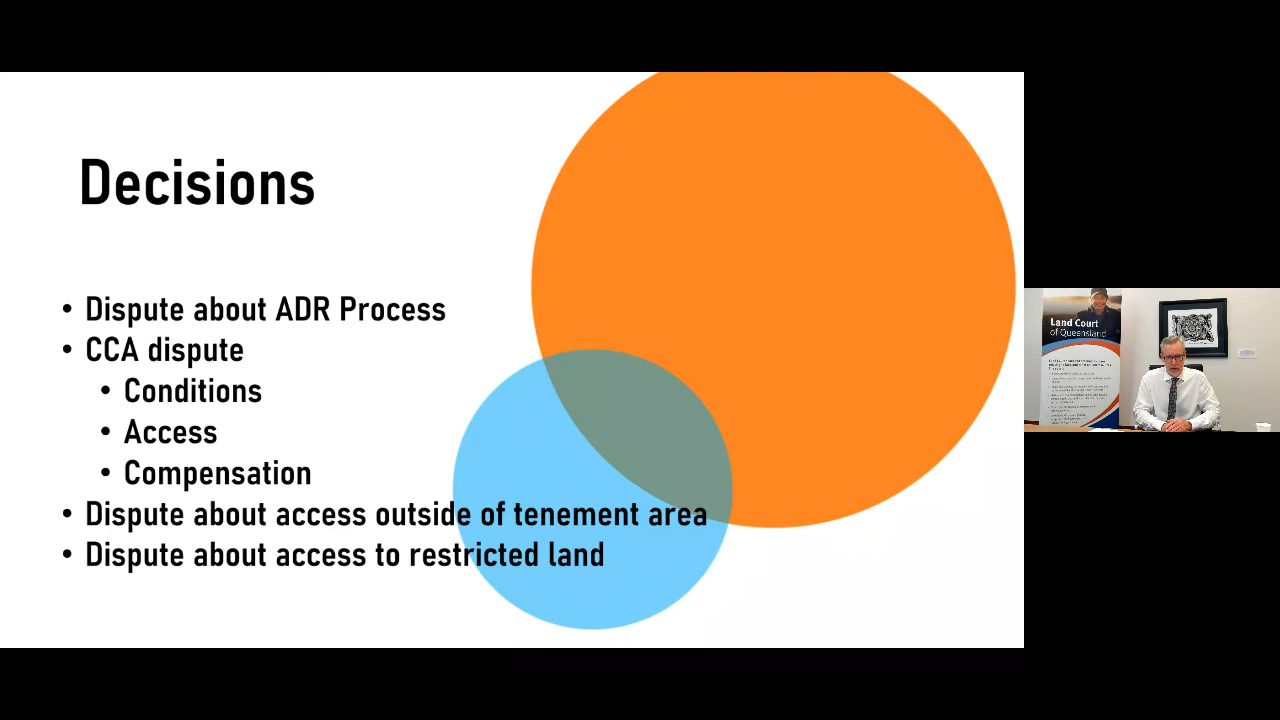 Decisions
• Dispute about ADR Process
• CCA dispute
• Conditions
• Access
• Compensation
• Dispute about access outside of tenement area
• Dispute about access to restricted land
Land Court
of Queensland